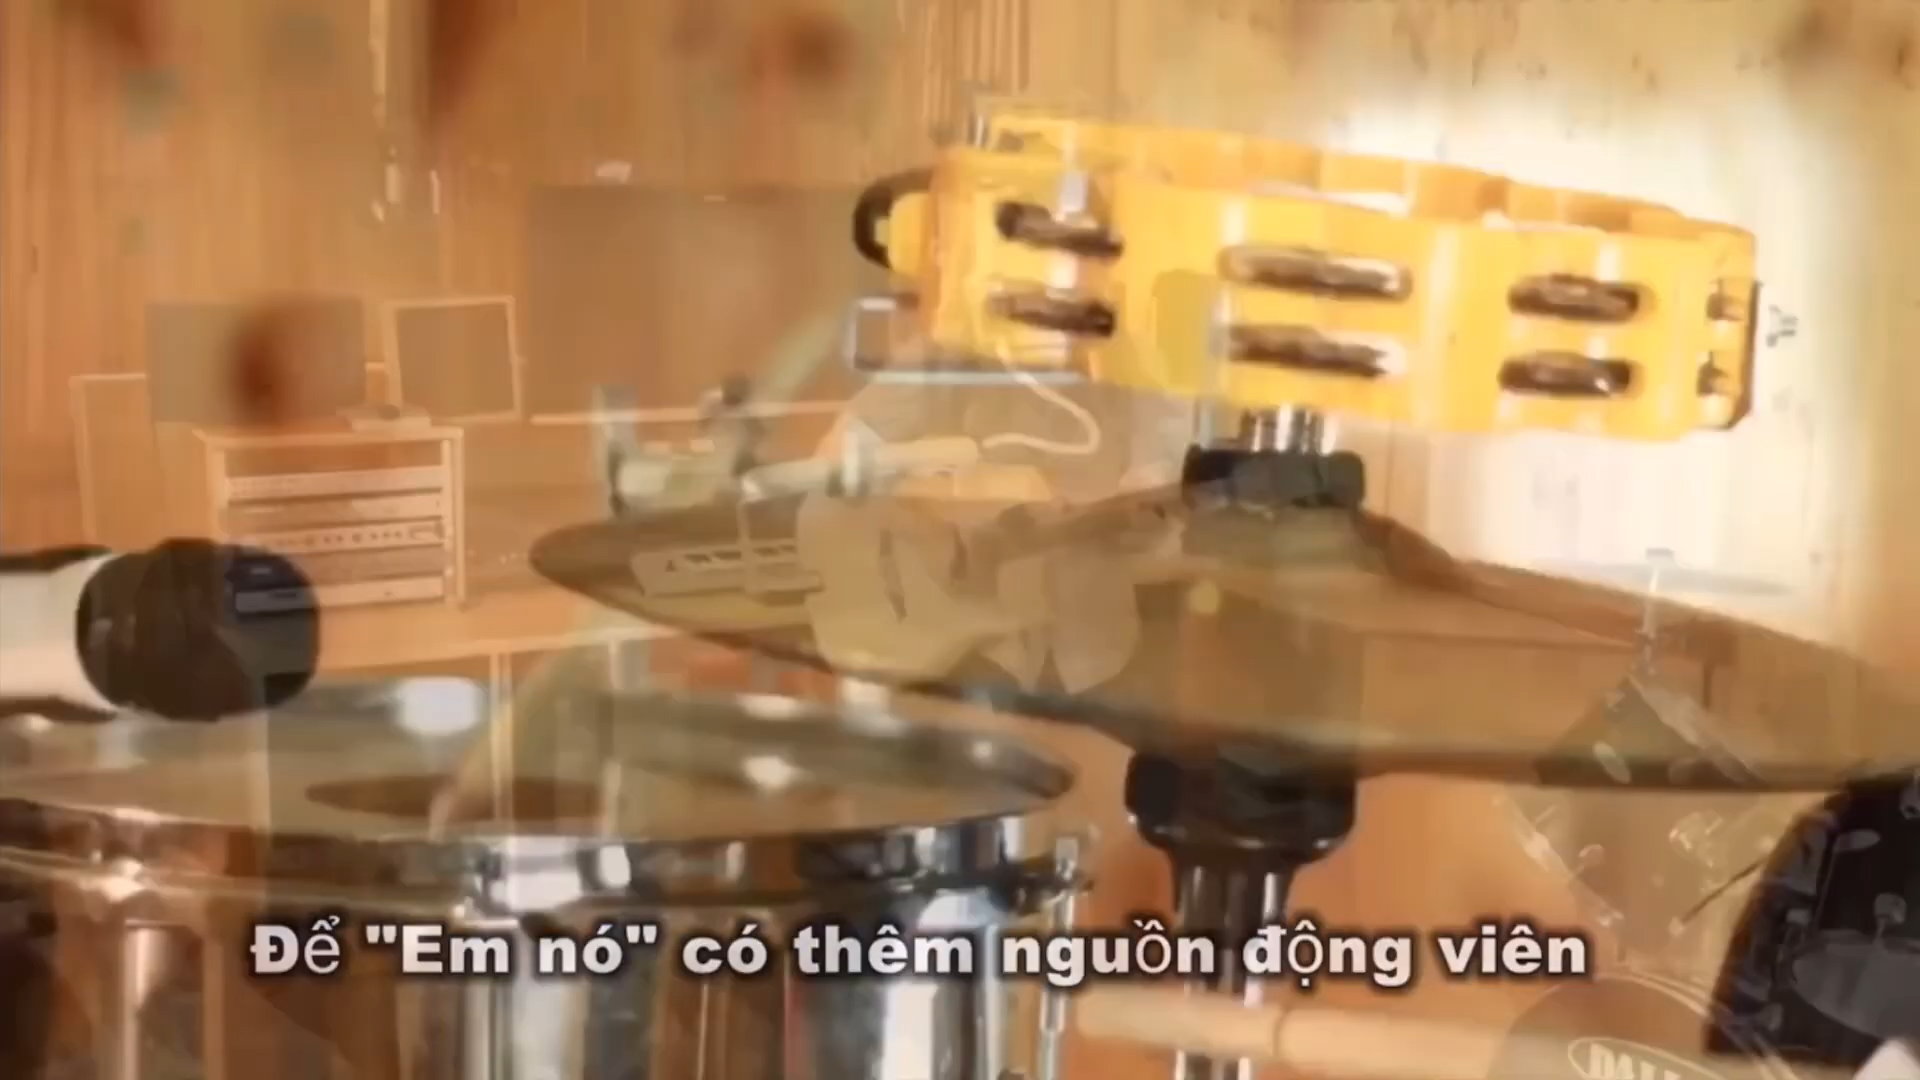 Để "Em nó" có thêm nguồn động viên